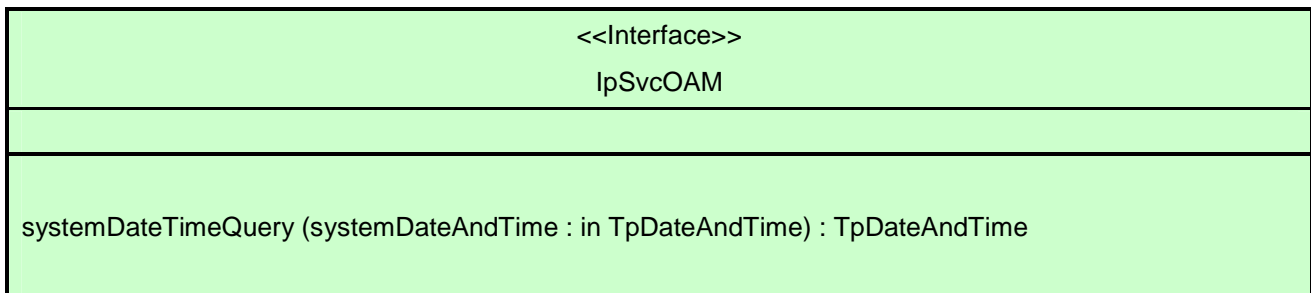 <<Interface>>
IpSvcOAM
systemDateTimeQuery (systemDateAndTime : in TpDateAndTime) : TpDateAndTime